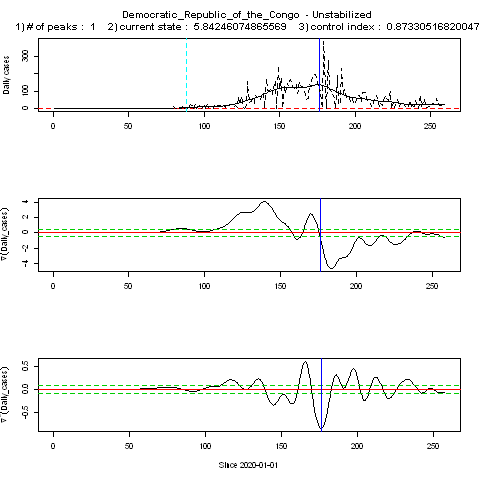 Democratic_Republic_of_the_Congo - Unstabilized
1)# of peaks : 1 2)current state : 5.84246074865569 3)control index : 0.87330516820047
Daily cases
0 100 300
0 50 100 150 200 250
∇(Daily_cases)
-4 -2 0 2 4
0 50 100 150 200 250
∇'(Daily_cases)
-0.5 0.0 0.5
0 50 100 150 200 250
Since 2020-01-01